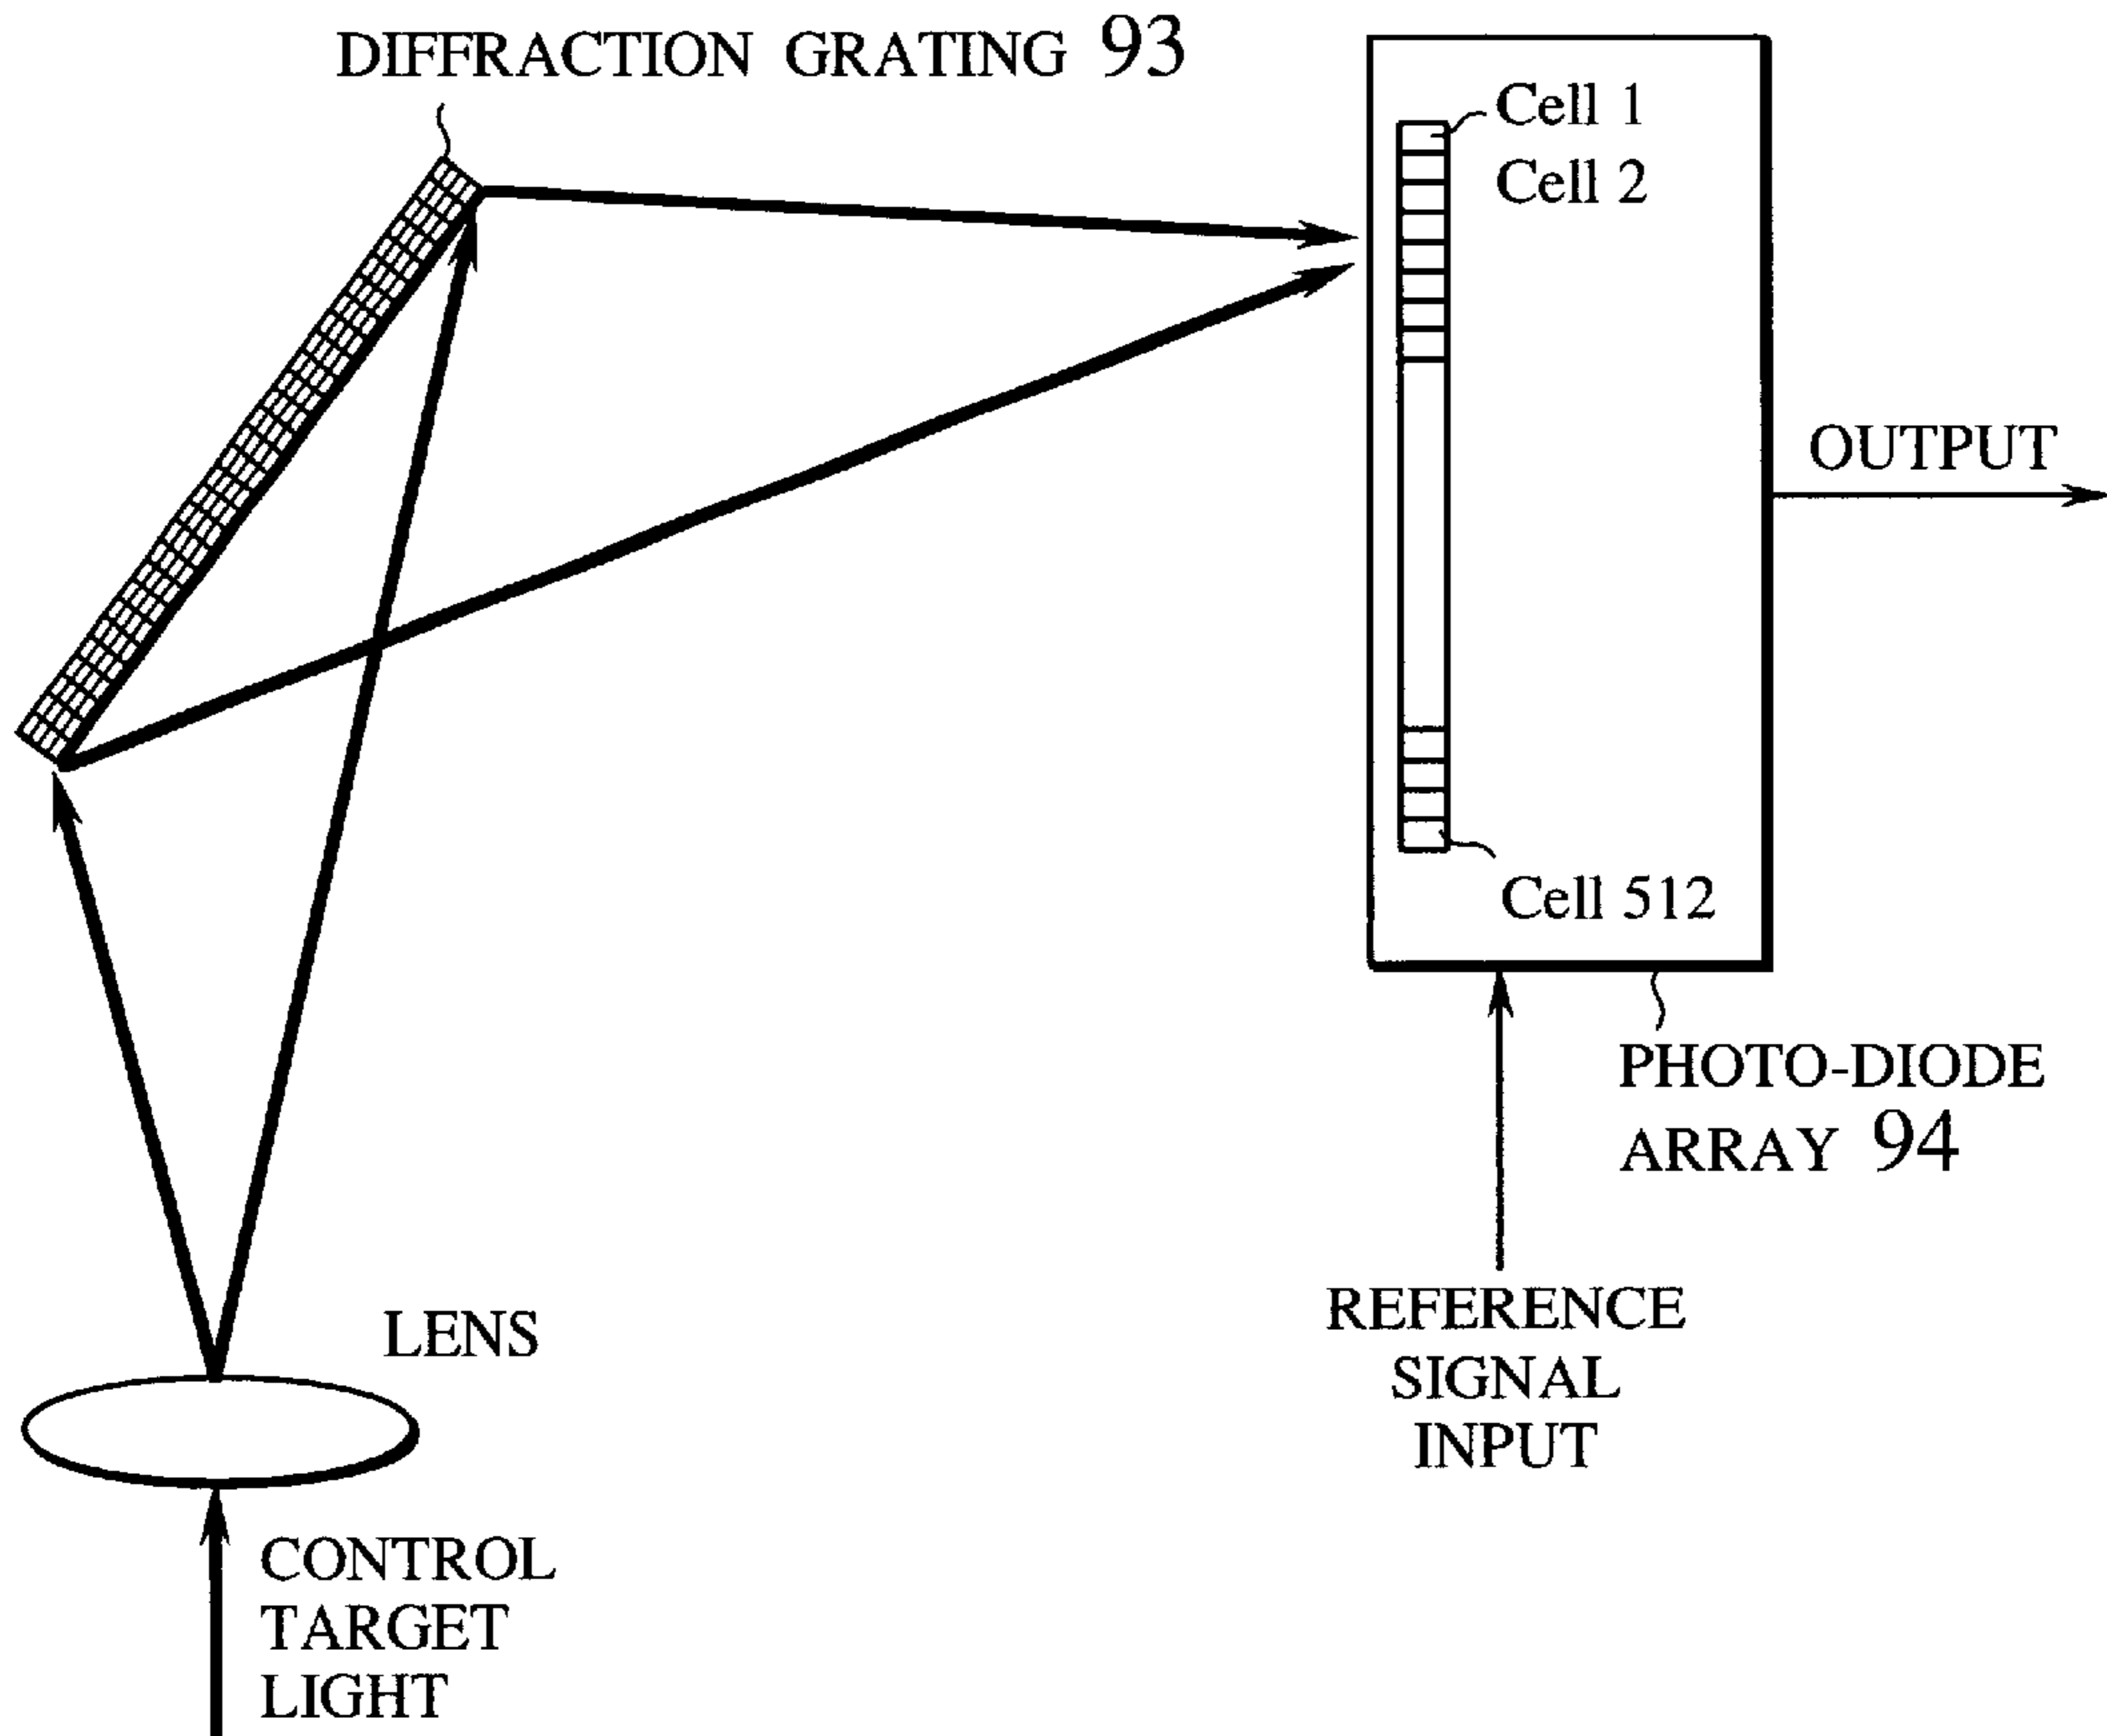 DIFFRACTION GRATING 93
Cell 1
Cell 2
OUTPUT
Cell 512
PHOTO-DIODE
ARRAY 94
REFERENCE
SIGNAL
INPUT
LENS
CONTROL
TARGET
LIGHT